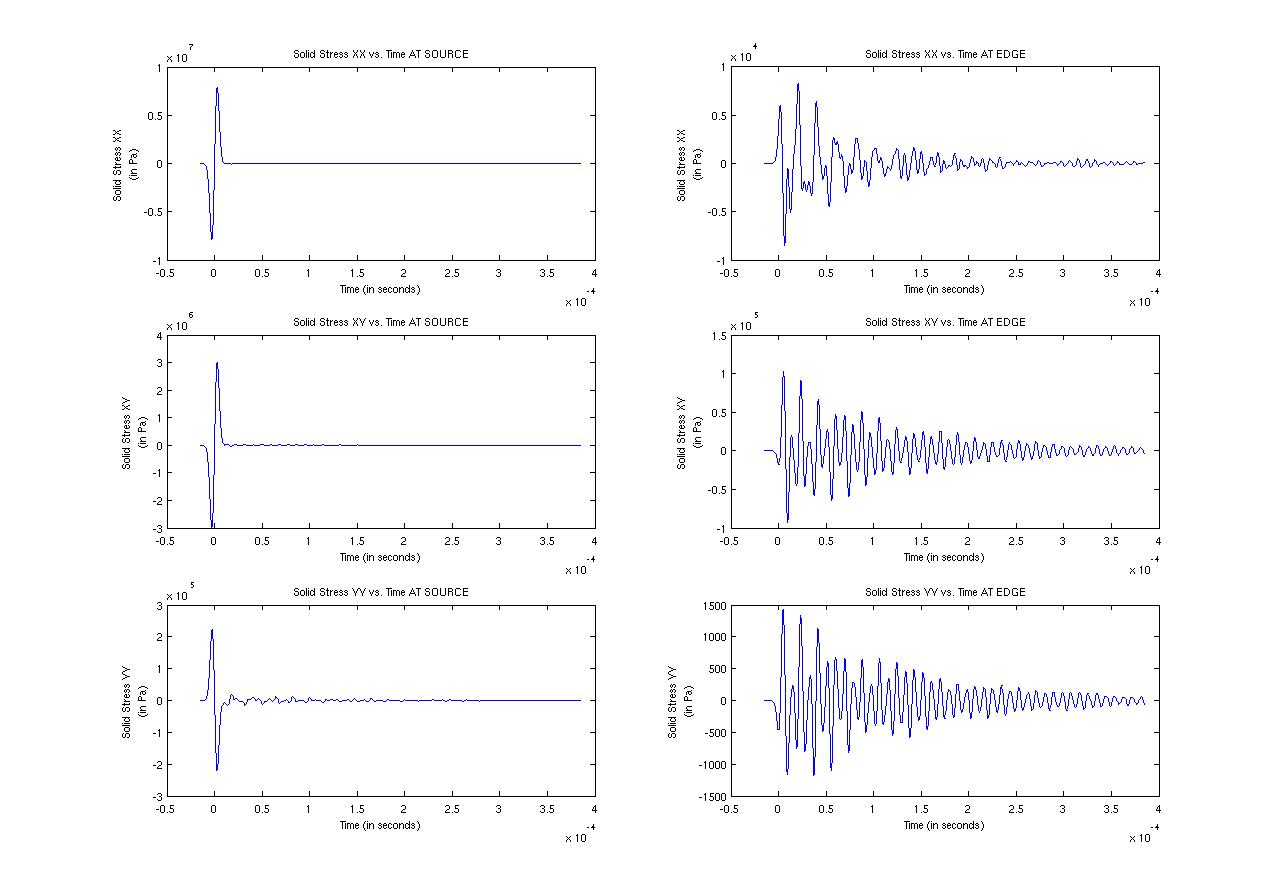 Solid Stress XX vs. Time AT SOURCE
x 10^7
1
0.5
0
-0.5
-1
Solid Stress XX
(in Pa)
-0.5 0 0.5 1 1.5 2 2.5 3 3.5 4
Time (in seconds)
x 10^-4
Solid Stress XX vs. Time AT EDGE
x 10^4
1
0.5
0
-0.5
-1
Solid Stress XX
(in Pa)
-0.5 0 0.5 1 1.5 2 2.5 3 3.5 4
Time (in seconds)
x 10^-4
Solid Stress XY vs. Time AT SOURCE
x 10^6
4
3
2
1
0
-1
-2
-3
Solid Stress XY
(in Pa)
-0.5 0 0.5 1 1.5 2 2.5 3 3.5 4
Time (in seconds)
x 10^-4
Solid Stress XY vs. Time AT EDGE
x 10^5
1.5
1
0.5
0
-0.5
-1
Solid Stress XY
(in Pa)
-0.5 0 0.5 1 1.5 2 2.5 3 3.5 4
Time (in seconds)
x 10^-4
Solid Stress YY vs. Time AT SOURCE
x 10^5
3
2
1
0
-1
-2
-3
Solid Stress YY
(in Pa)
-0.5 0 0.5 1 1.5 2 2.5 3 3.5 4
Time (in seconds)
x 10^-4
Solid Stress YY vs. Time AT EDGE
1500
1000
500
0
-500
-1000
-1500
Solid Stress YY
(in Pa)
-0.5 0 0.5 1 1.5 2 2.5 3 3.5 4
Time (in seconds)
x 10^-4